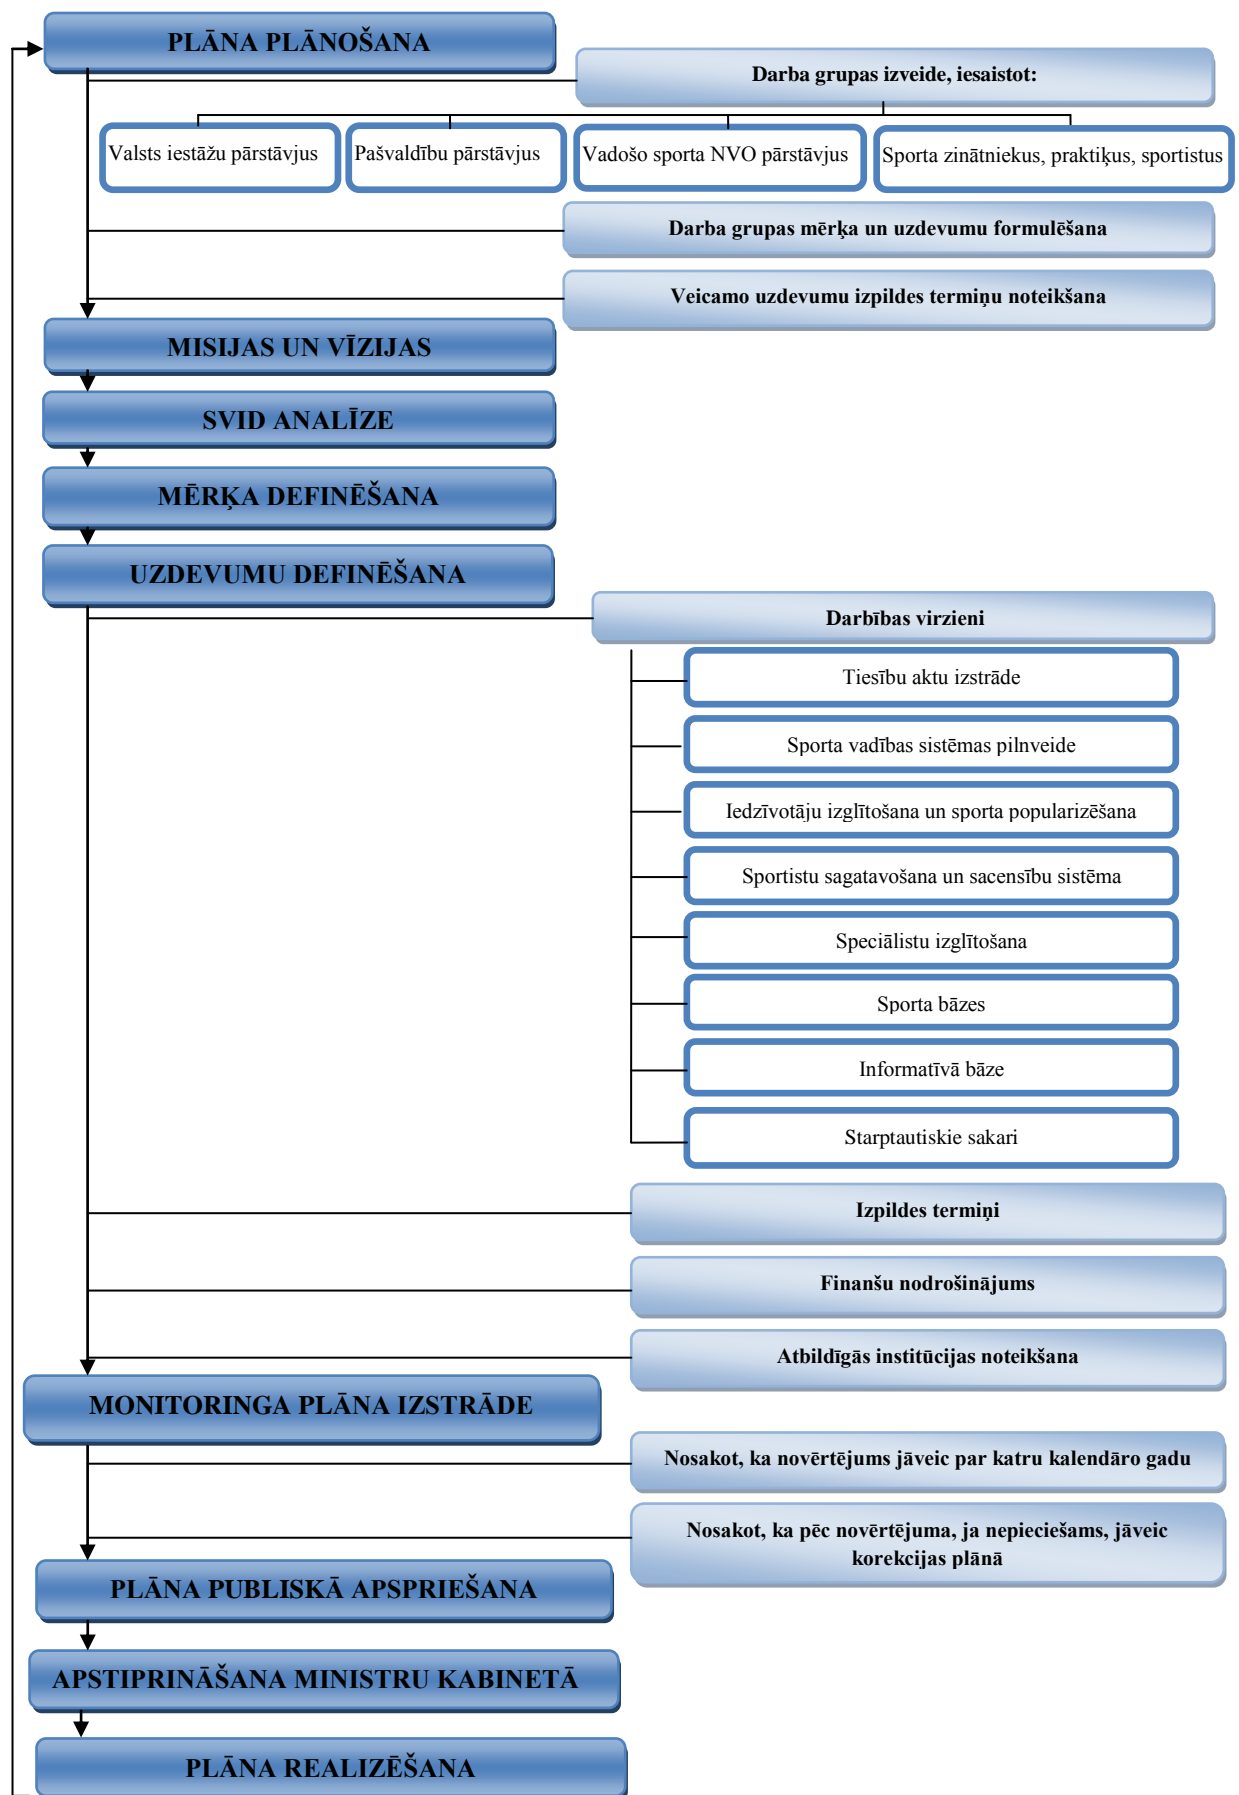 PLĀNA PLĀNOŠANA
Darba grupas izveide, iesaistot:
Valsts iestāžu pārstāvjus
Pašvaldību pārstāvjus
Vadošo sporta NVO pārstāvjus
Sporta zinātniekus, praktiķus, sportistus
Darba grupas mērķa un uzdevumu formulēšana
Veicamo uzdevumu izpildes termiņu noteikšana
MISIJAS UN VĪZIJAS
SVID ANALĪZE
MĒRĶA DEFINĒŠANA
UZDEVUMU DEFINĒŠANA
Darbības virzieni
Tiesību aktu izstrāde
Sporta vadības sistēmas pilnveide
Iedzīvotāju izglītošana un sporta popularizēšana
Sportistu sagatavošana un sacensību sistēma
Speciālistu izglītošana
Sporta bāzes
Informatīvā bāze
Starptautiskie sakari
Izpildes termiņi
Finanšu nodrošinājums
Atbildīgās institūcijas noteikšana
MONITORINGA PLĀNA IZSTRĀDE
Nosakot, ka novērtējums jāveic par katru kalendāro gadu
Nosakot, ka pēc novērtējuma, ja nepieciešams, jāveic
korekcijas plānā
PLĀNA PUBLISKĀ APSPRIEŠANA
APSTIPRINĀŠANA MINISTRU KABINETĀ
PLĀNA REALIZĒŠANA